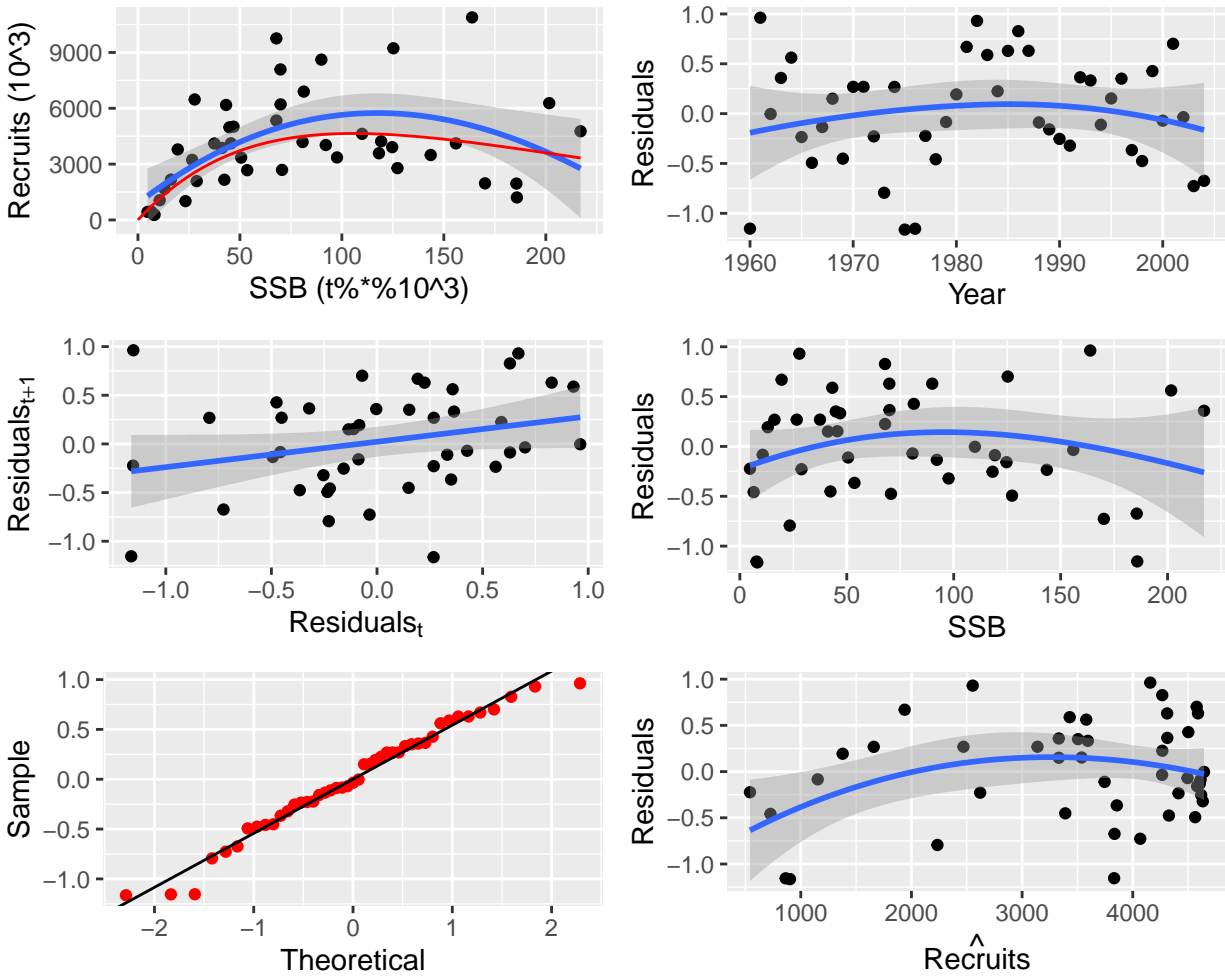 Recruits (10^3)
9000
6000
3000
0
0 50 100 150 200
SSB (t%*%10^3)
Residuals
1.0
0.5
0.0
−0.5
−1.0
1960 1970 1980 1990 2000
Year
Residualst+1
1.0
0.5
0.0
−0.5
−1.0
−1.0 −0.5 0.0 0.5 1.0
Residualst
Residuals
1.0
0.5
0.0
−0.5
−1.0
0 50 100 150 200
SSB
Sample
1.0
0.5
0.0
−0.5
−1.0
−2 −1 0 1 2
Theoretical
Residuals
1.0
0.5
0.0
−0.5
−1.0
1000 2000 3000 4000
^
Recruits